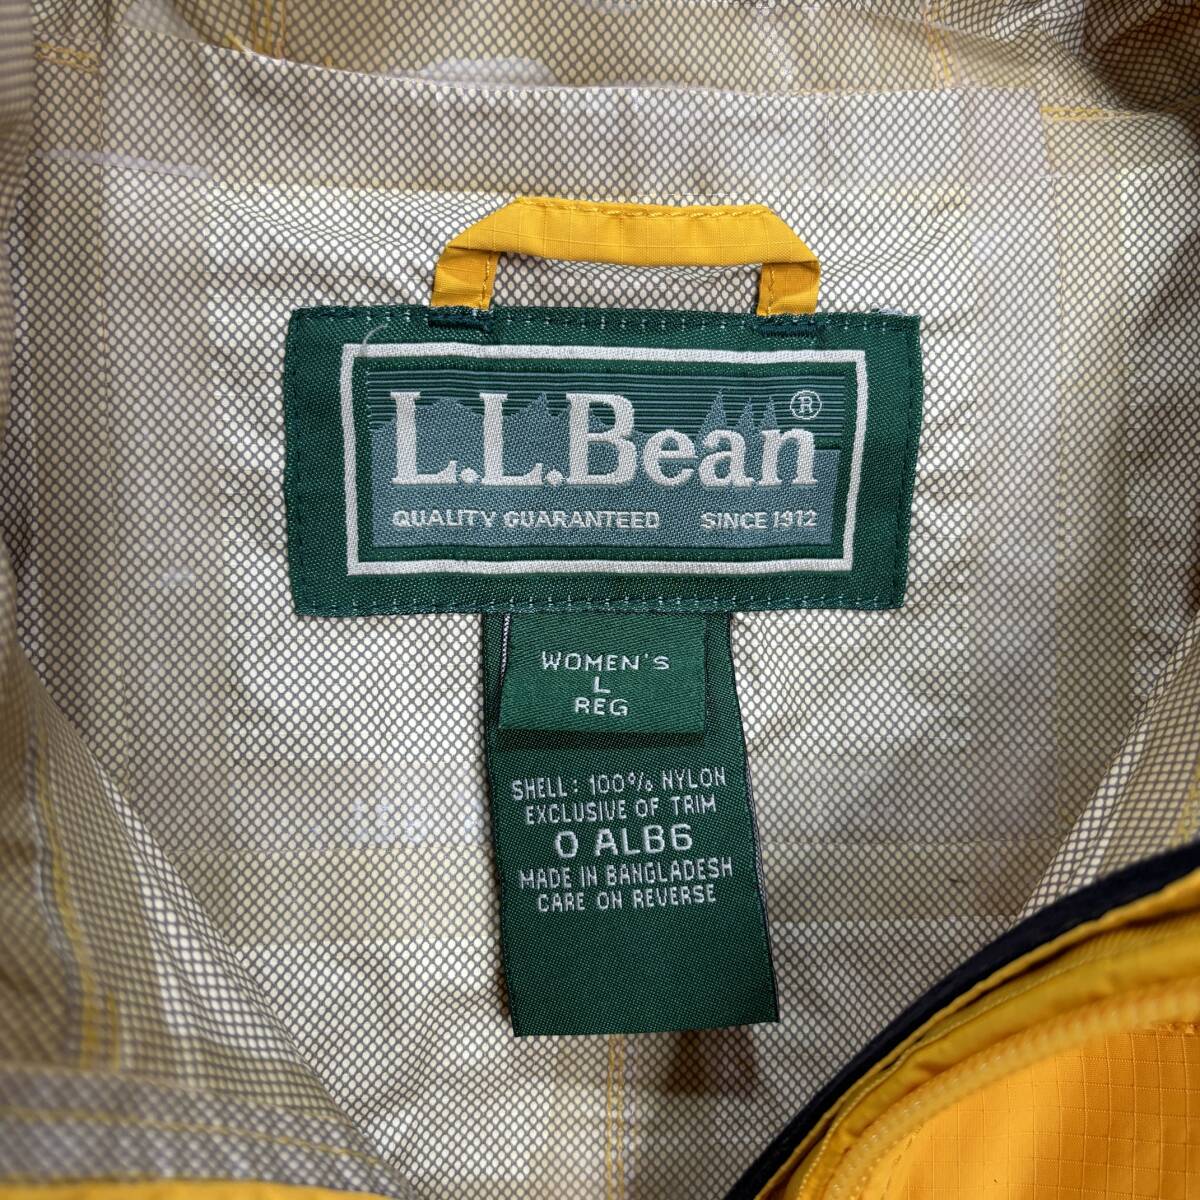 L.L.Bean®
QUALITY GUARANTEED SINCE 1912
WOMEN'S
L
REG
SHELL: 100% NYLON
EXCLUSIVE OF TRIM
0 ALB6
MADE IN BANGLADESH
CARE ON REVERSE